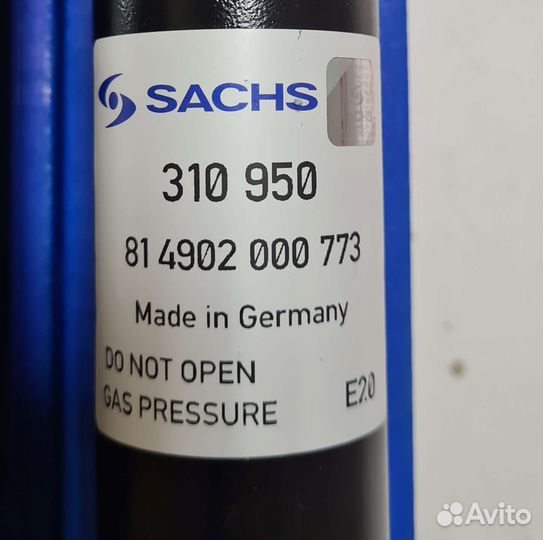 SACHS
310 950
81 4902 000 773
Made in Germany
DO NOT OPEN
GAS PRESSURE
E2.0
Avito